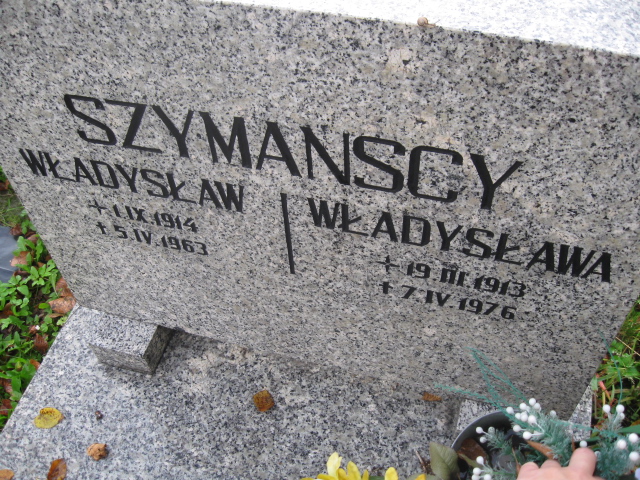 SZYMANSCY
WŁADYSŁAW
+ 1.IX.1914
+ 5.IV.1963
WŁADYSŁAWA
+ 19 III 1913
+ 7.IV 1976